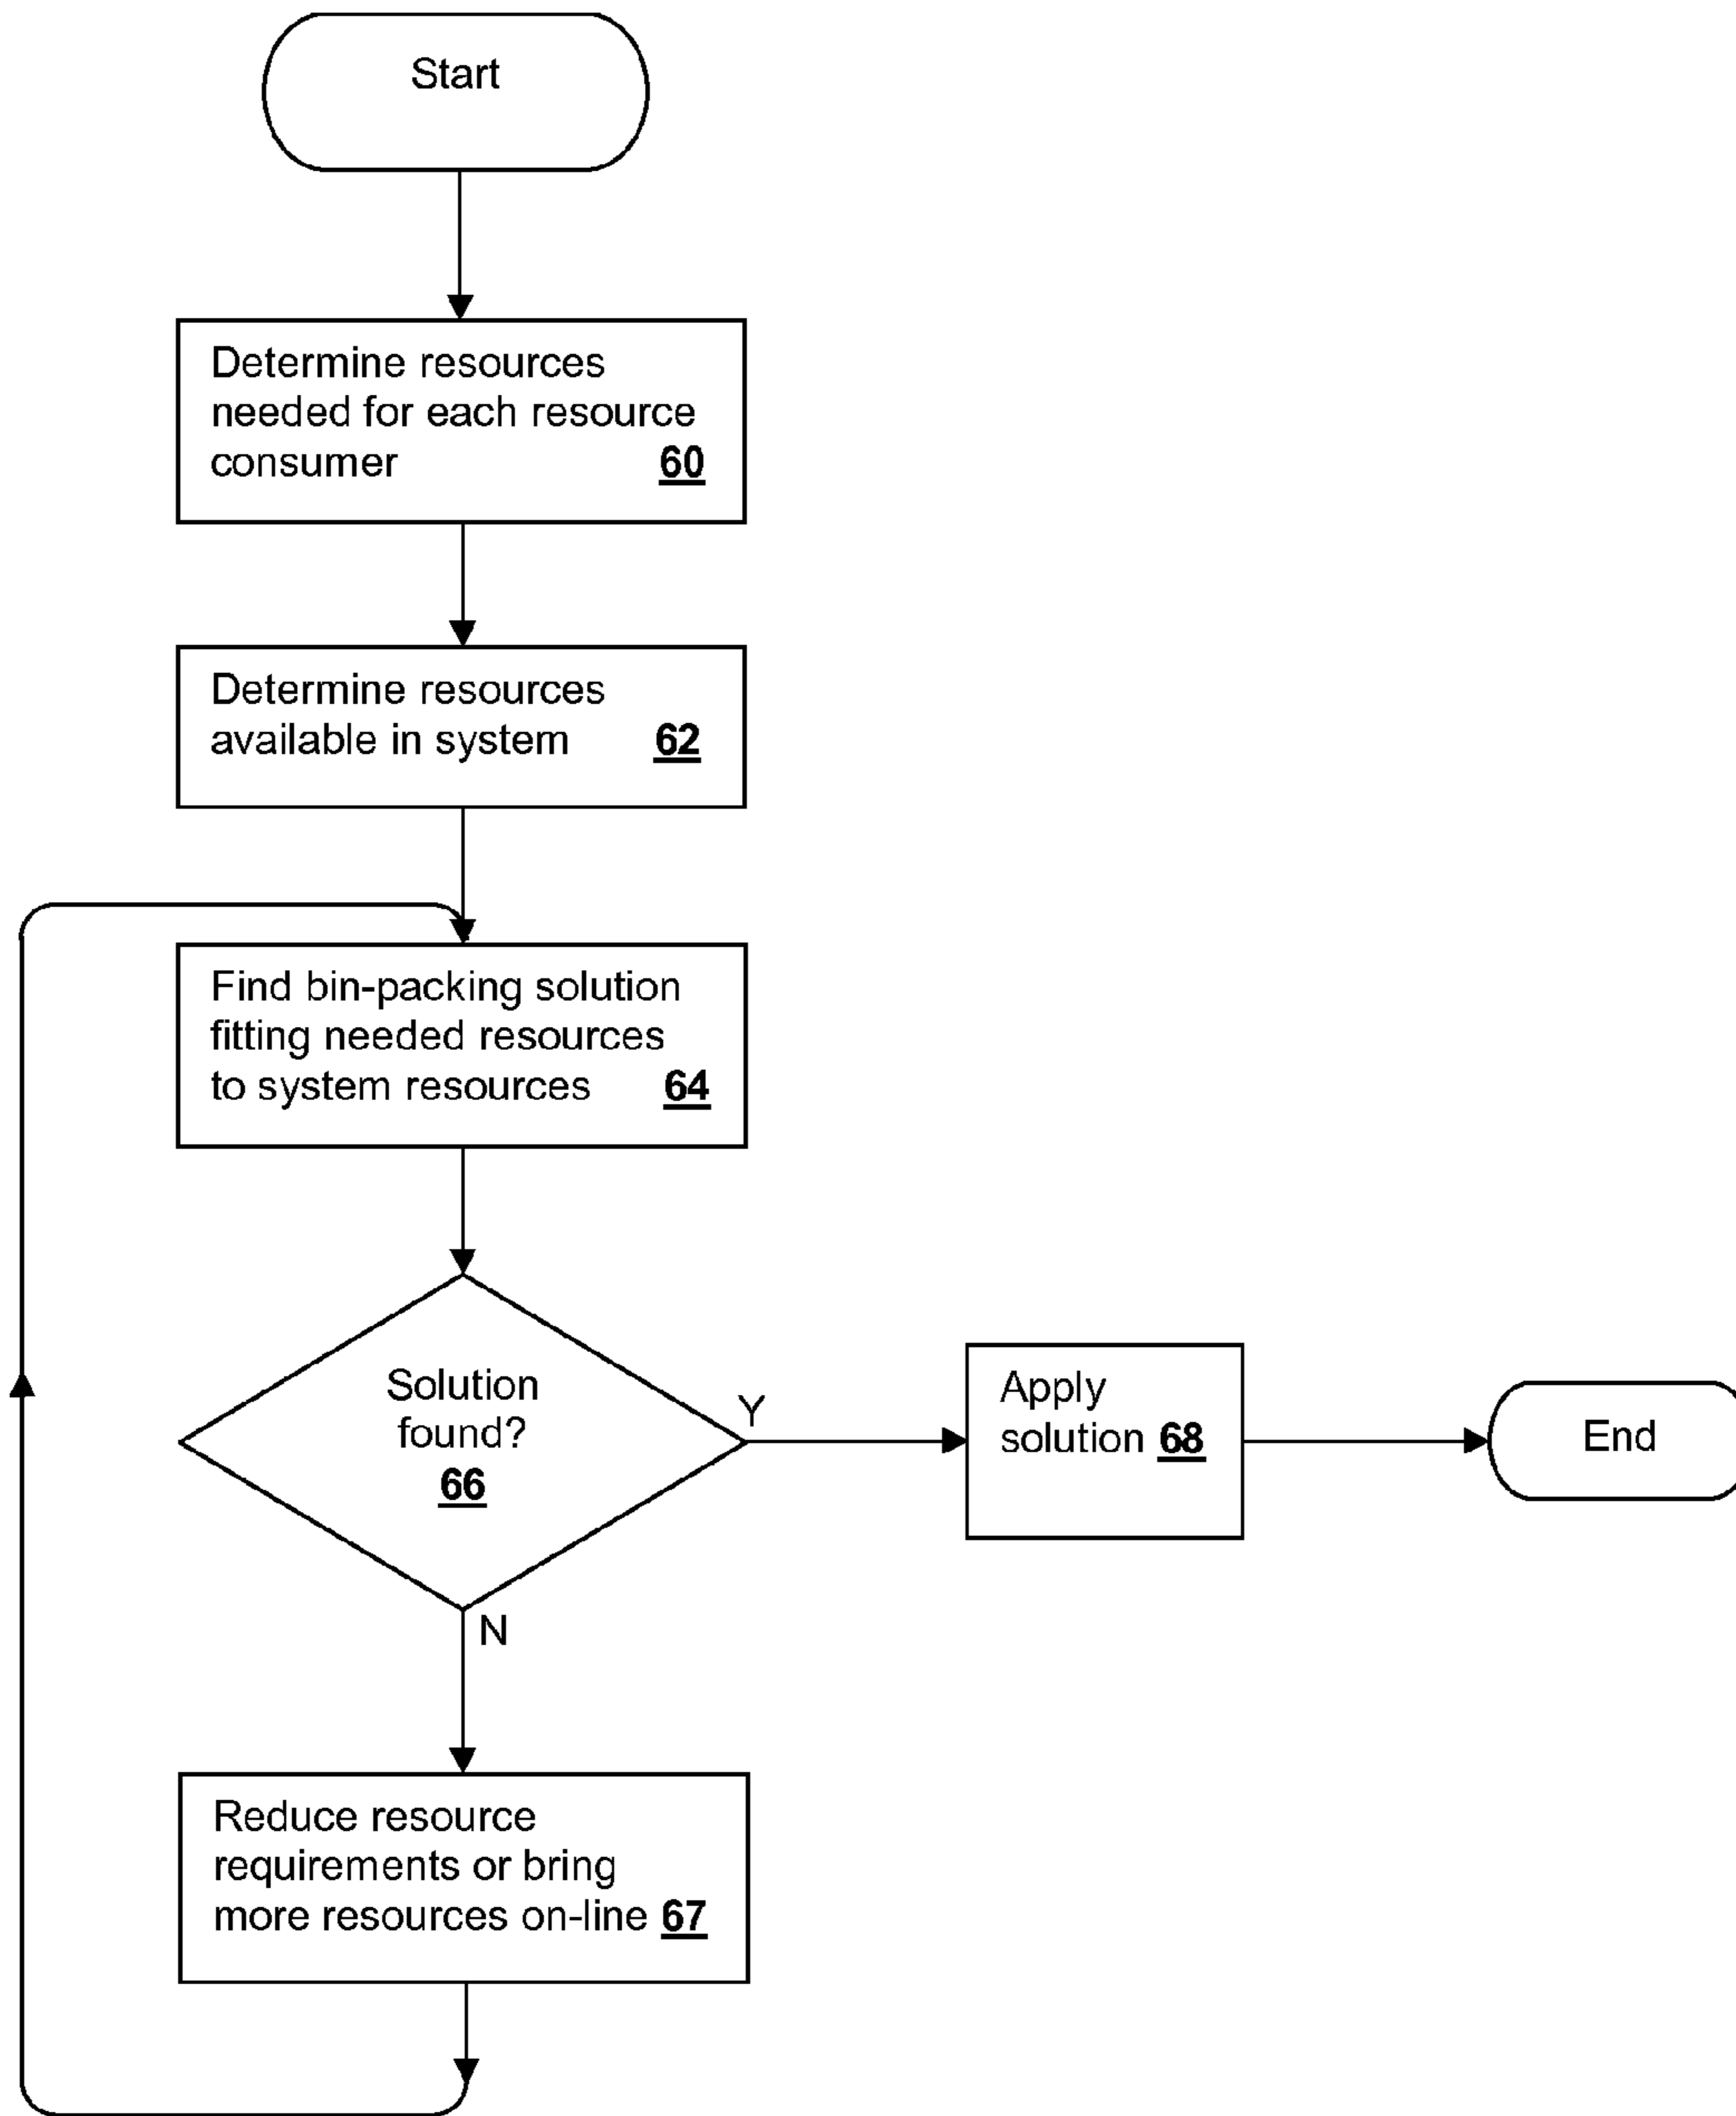 Start
Determine resources
needed for each resource
consumer 60
Determine resources
available in system 62
Find bin-packing solution
fitting needed resources
to system resources 64
Solution
found?
66
Y
Apply
solution 68
End
N
Reduce resource
requirements or bring
more resources on-line 67